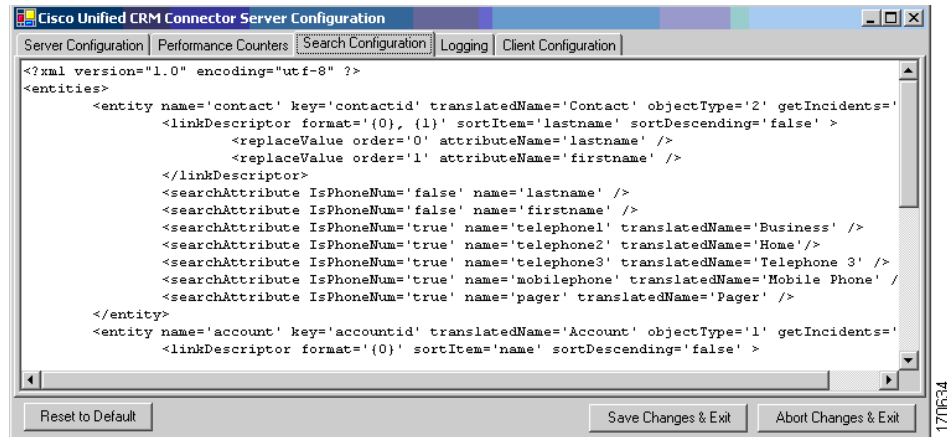 Cisco Unified CRM Connector Server Configuration
Server Configuration Performance Counters Search Configuration Logging Client Configuration
<?xml version="1.0" encoding="utf-8" ?>
<entities>
<entity name='contact' key='contactid' translatedName='Contact' objectType='2' getIncidents='
<linkDescriptor format='{0}, {1}' sortItem='lastname' sortDescending='false' >
<replaceValue order='0' attributeName='lastname' />
<replaceValue order='1' attributeName='firstname' />
</linkDescriptor>
<searchAttribute IsPhoneNum='false' name='lastname' />
<searchAttribute IsPhoneNum='false' name='firstname' />
<searchAttribute IsPhoneNum='true' name='telephone1' translatedName='Business' />
<searchAttribute IsPhoneNum='true' name='telephone2' translatedName='Home'/>
<searchAttribute IsPhoneNum='true' name='telephone3' translatedName='Telephone 3' />
<searchAttribute IsPhoneNum='true' name='mobilephone' translatedName='Mobile Phone' /
<searchAttribute IsPhoneNum='true' name='pager' translatedName='Pager' />
</entity>
<entity name='account' key='accountid' translatedName='Account' objectType='1' getIncidents='
<linkDescriptor format='{0}' sortItem='name' sortDescending='false' >
Reset to Default Save Changes & Exit Abort Changes & Exit
170634